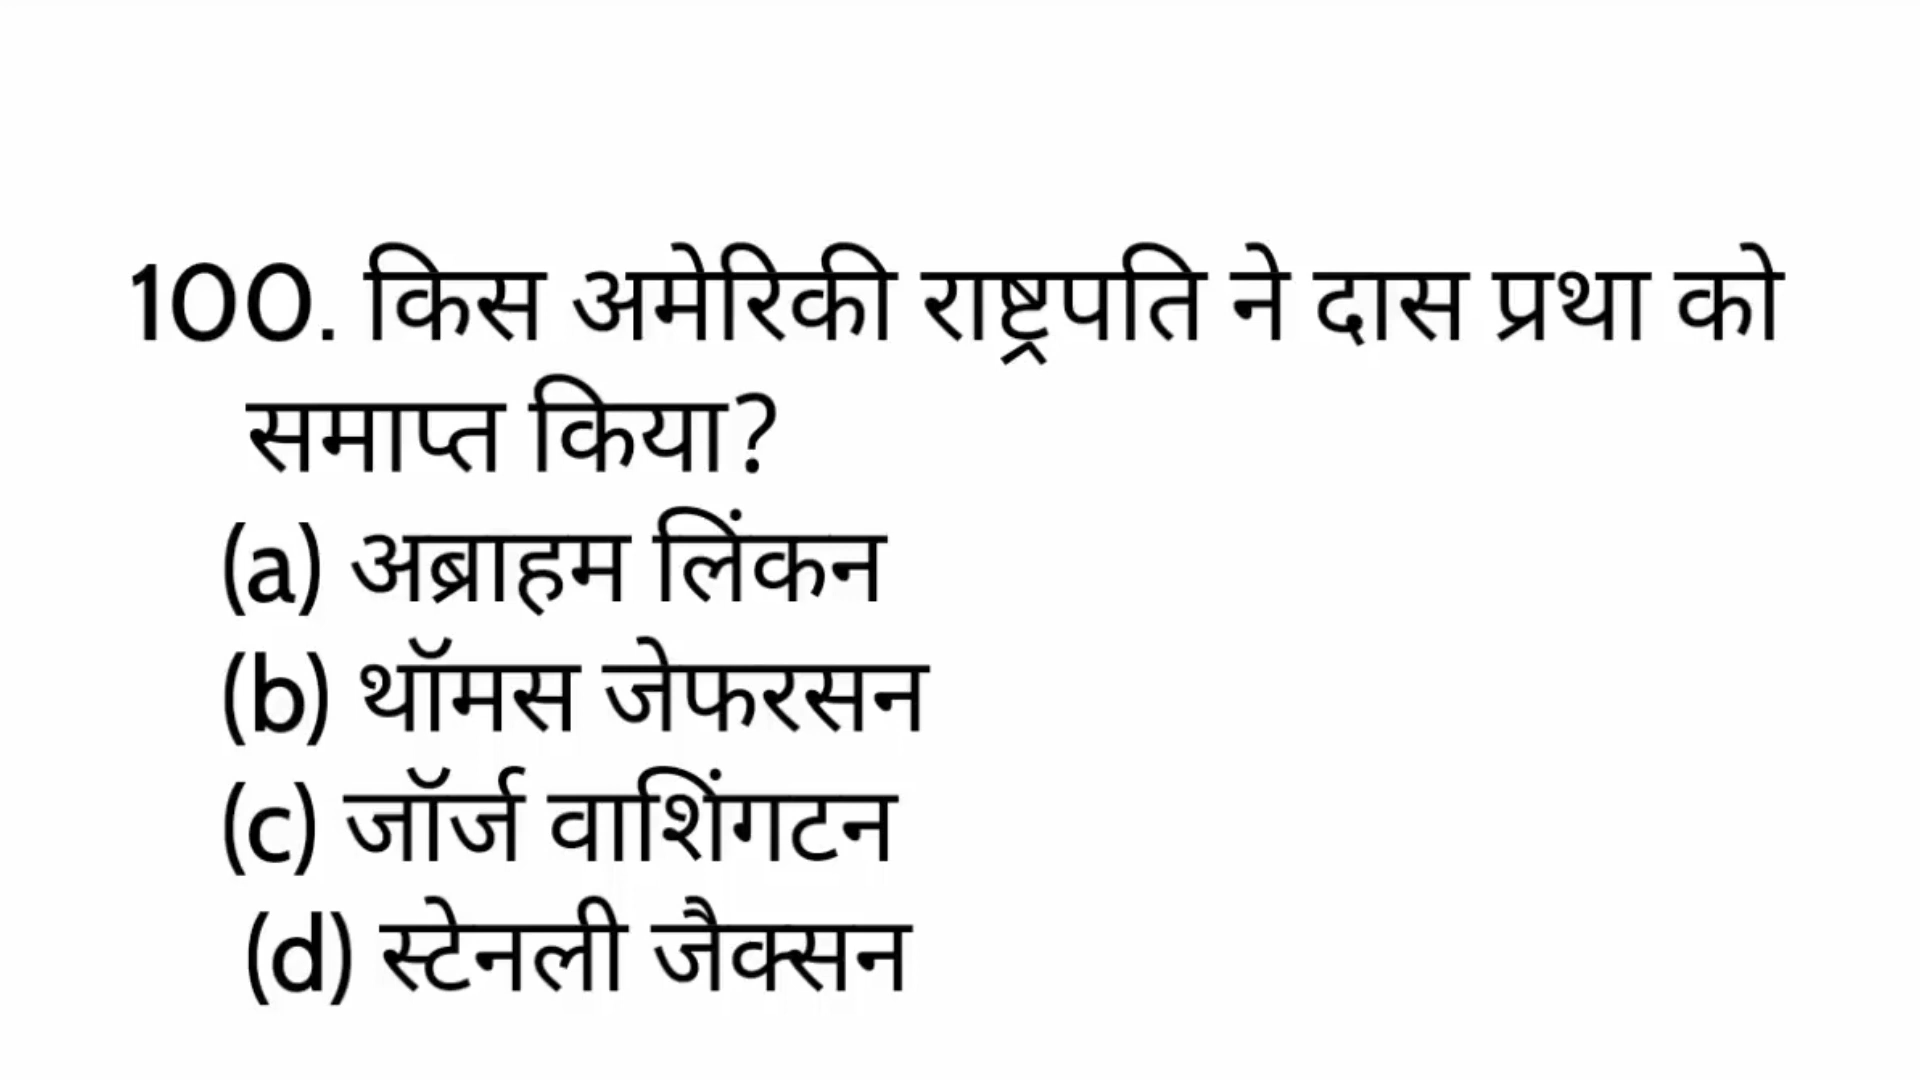 100. किस अमेरिकी राष्ट्रपति ने दास प्रथा को
समाप्त किया?
(a) अब्राहम लिंकन
(b) थॉमस जेफरसन
(c) जॉर्ज वाशिंगटन
(d) स्टेनली जैक्सन